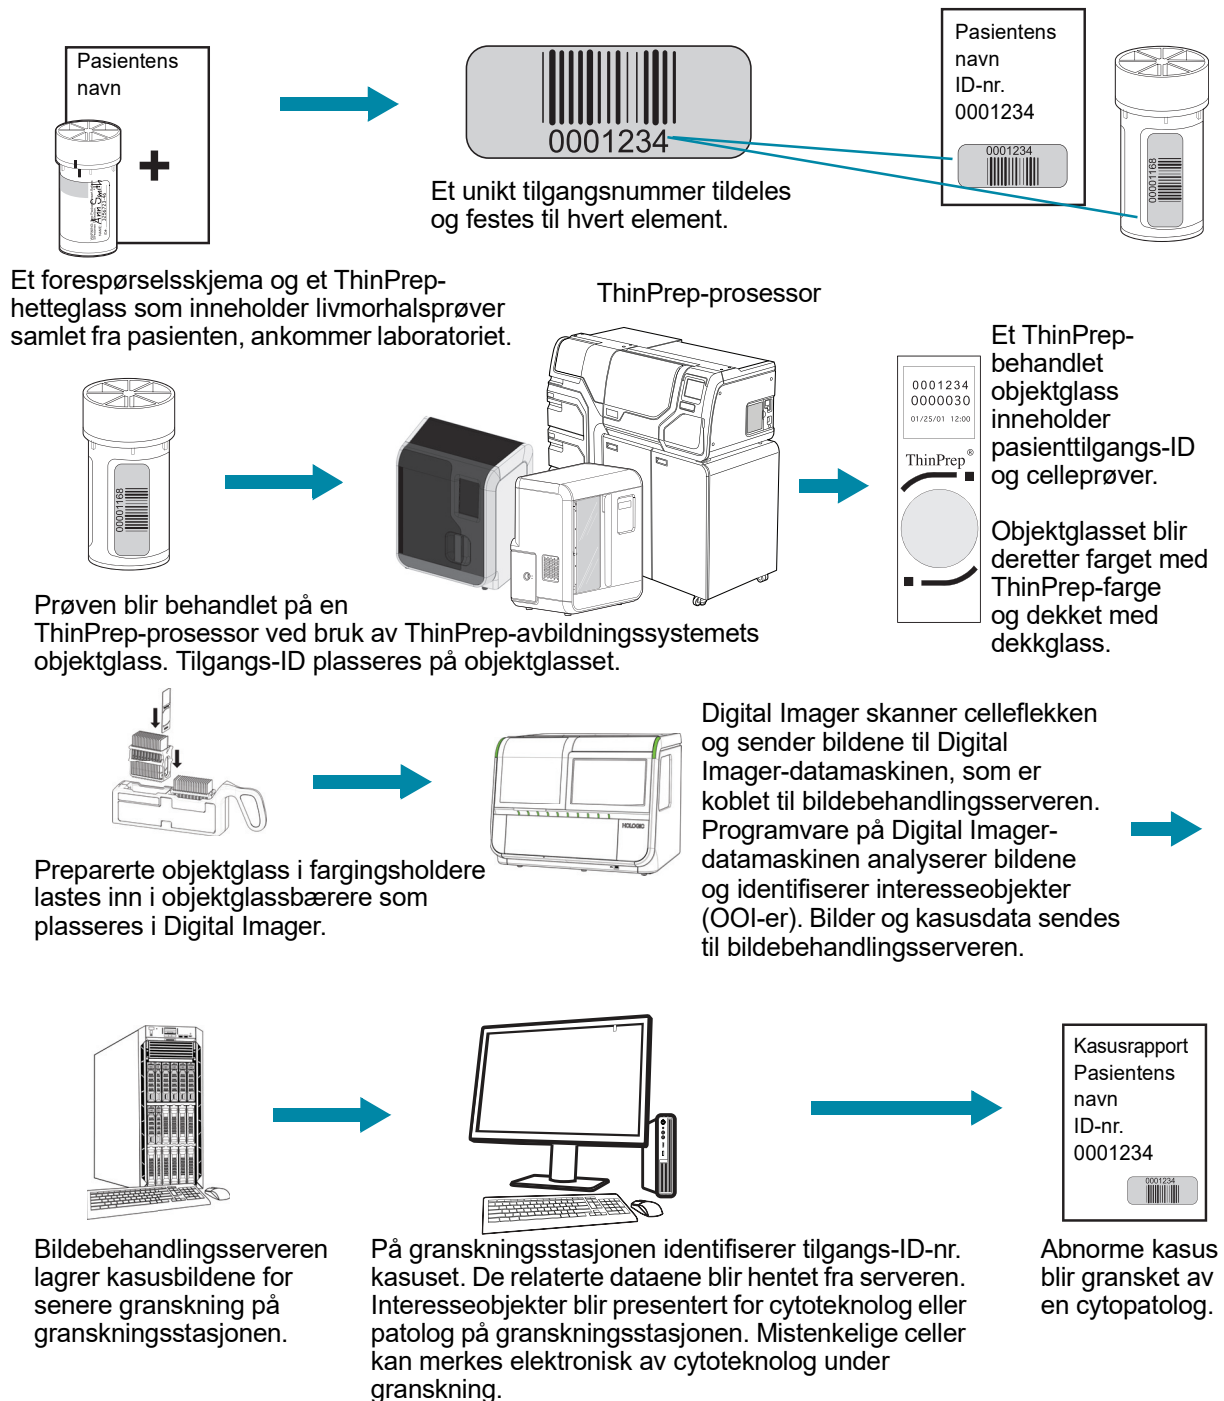 Pasientens
navn
0001234
Et unikt tilgangsnummer tildeles
og festes til hvert element.
Pasientens
navn
ID-nr.
0001234
0001234
00001168
Et forespørselsskjema og et ThinPrep-
hetteglass som inneholder livmorhalsprøver
samlet fra pasienten, ankommer laboratoriet.
00001168
ThinPrep-prosessor
0001234
0000030
01/25/01 12:00
ThinPrep®
Et ThinPrep-
behandlet
objektglass
inneholder
pasienttilgangs-ID
og celleprøver.
Objektglasset blir
deretter farget med
ThinPrep-farge
og dekket med
dekkglass.
Prøven blir behandlet på en
ThinPrep-prosessor ved bruk av ThinPrep-avbildningssystemets
objektglass. Tilgangs-ID plasseres på objektglasset.
Preparerte objektglass i fargingsholdere
lastes inn i objektglassbærere som
plasseres i Digital Imager.
HOLOGIC
Digital Imager skanner celleflekken
og sender bildene til Digital
Imager-datamaskinen, som er
koblet til bildebehandlingsserveren.
Programvare på Digital Imager-
datamaskinen analyserer bildene
og identifiserer interesseobjekter
(OOI-er). Bilder og kasusdata sendes
til bildebehandlingsserveren.
Bildebehandlingsserveren
lagrer kasusbildene for
senere granskning på
granskningsstasjonen.
På granskningsstasjonen identifiserer tilgangs-ID-nr.
kasuset. De relaterte dataene blir hentet fra serveren.
Interesseobjekter blir presentert for cytoteknolog eller
patolog på granskningsstasjonen. Mistenkelige celler
kan merkes elektronisk av cytoteknolog under
granskning.
Kasusrapport
Pasientens
navn
ID-nr.
0001234
0001234
Abnorme kasus
blir gransket av
en cytopatolog.